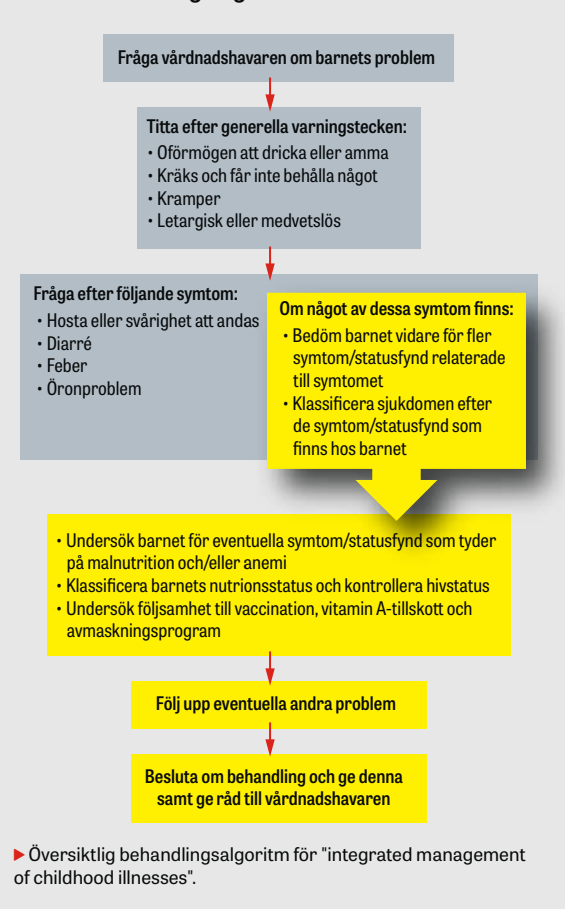 Fråga vårdnadshavaren om barnets problem
Titta efter generella varningstecken:
• Oförmögen att dricka eller amma
• Kräks och får inte behålla något
• Kramper
• Letargisk eller medvetslös
Fråga efter följande symtom:
• Hosta eller svårighet att andas
• Diarré
• Feber
• Öronproblem
Om något av dessa symtom finns:
• Bedöm barnet vidare för fler
symtom/statusfynd relaterade
till symtomet
• Klassificera sjukdomen efter
de symtom/statusfynd som
finns hos barnet
• Undersök barnet för eventuella symtom/statusfynd som tyder
på malnutrition och/eller anemi
• Klassificera barnets nutrionsstatus och kontrollera hivstatus
• Undersök följsamhet till vaccination, vitamin A-tillskott och
avmaskningsprogram
Följ upp eventuella andra problem
Besluta om behandling och ge denna
samt ge råd till vårdnadshavaren
▶ Översiktlig behandlingsalgoritm för "integrated management
of childhood illnesses".